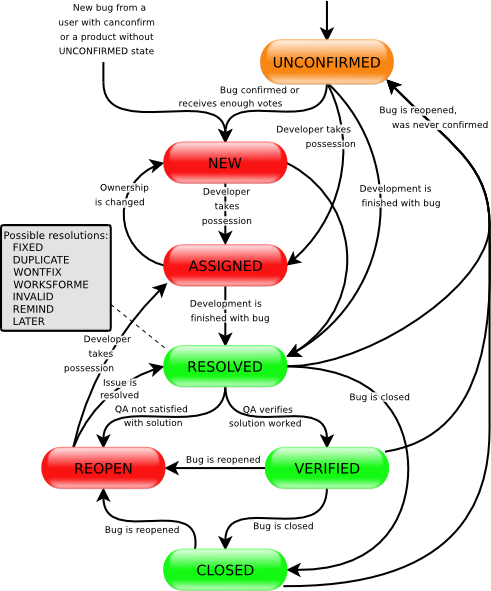 New bug from a
user with canconfirm
or a product without
UNCONFIRMED state
UNCONFIRMED
Bug confirmed or
receives enough votes
Bug is reopened,
was never confirmed
Developer takes
possession
NEW
Ownership
is changed
Developer
takes
possession
Development is
finished with bug
Possible resolutions:
FIXED
DUPLICATE
WONTFIX
WORKSFORME
INVALID
REMIND
LATER
ASSIGNED
Development is
finished with bug
Developer
takes
possession
RESOLVED
Issue is
resolved
Bug is closed
QA not satisfied
with solution
QA verifies
solution worked
REOPEN
Bug is reopened
VERIFIED
Bug is reopened
Bug is closed
CLOSED